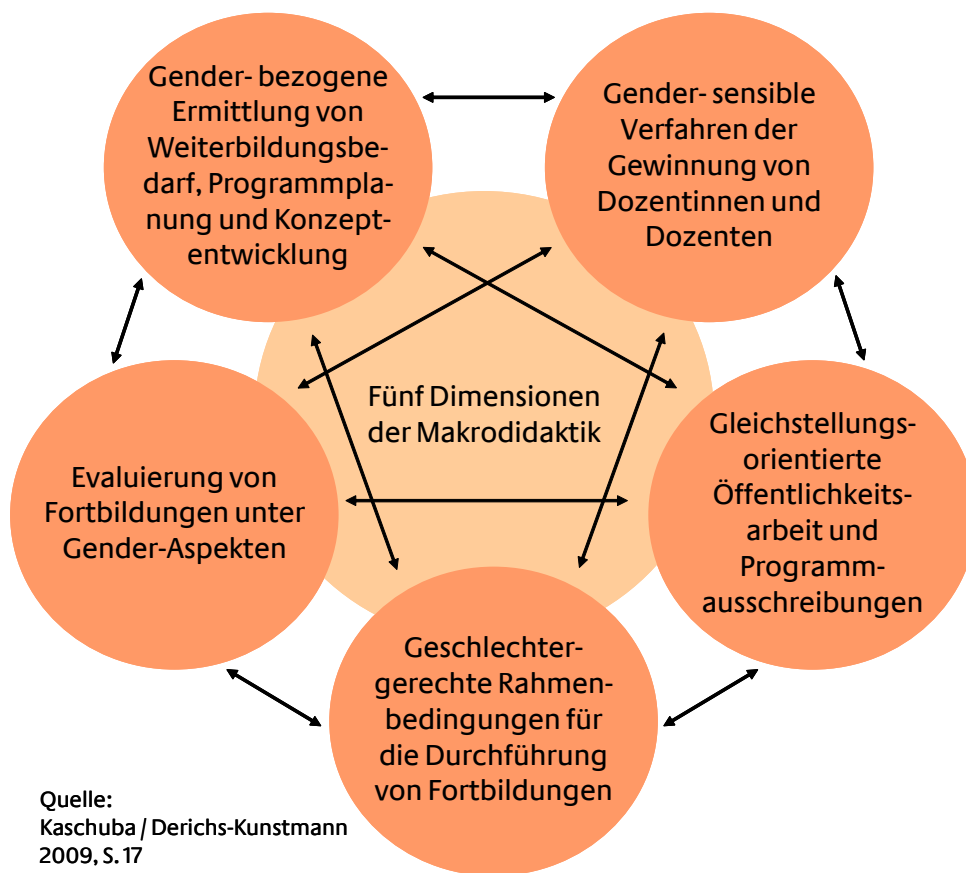 Gender- bezogene
Ermittlung von
Weiterbildungsbe-
darf, Programmpla-
nung und Konzept-
entwicklung
Gender- sensible
Verfahren der
Gewinnung von
Dozentinnen und
Dozenten
Fünf Dimensionen
der Makrodidaktik
Gleichstellungs-
orientierte
Öffentlichkeits-
arbeit und
Programm-
ausschreibungen
Evaluierung von
Fortbildungen unter
Gender-Aspekten
Geschlechter-
gerechte Rahmen-
bedingungen für
die Durchführung
von Fortbildungen
Quelle:
Kaschuba / Derichs-Kunstmann
2009, S. 17